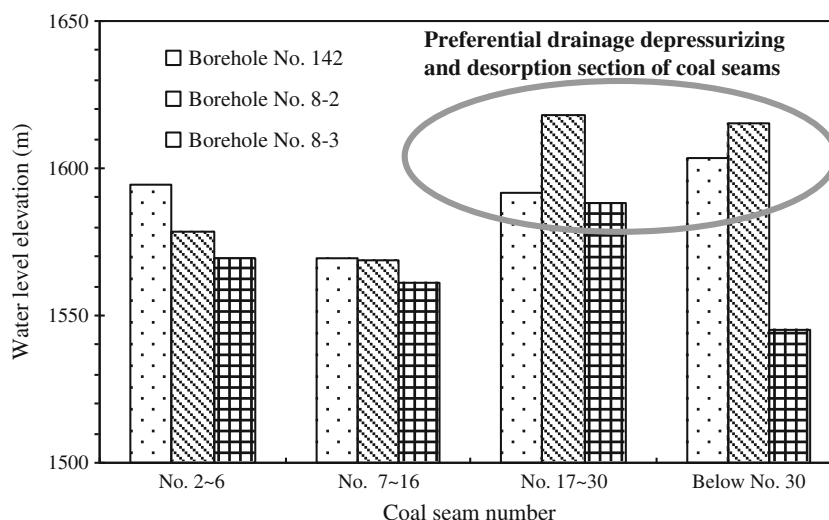 1650
1600
1550
1500
Water level elevation (m)
Borehole No. 142
Borehole No. 8-2
Borehole No. 8-3
Preferential drainage depressurizing
and desorption section of coal seams
No. 2~6
No. 7~16
No. 17~30
Below No. 30
Coal seam number